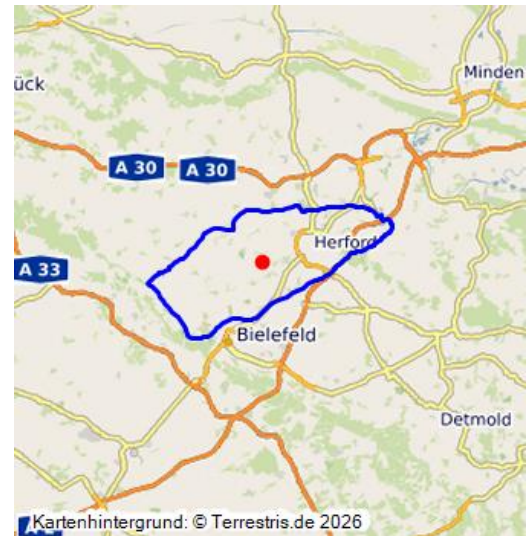 Minden
ück
A 30
A 30
Herford
A 33
Bielefeld
Detmold
Kartenhintergrund: © Terrestris.de 2026